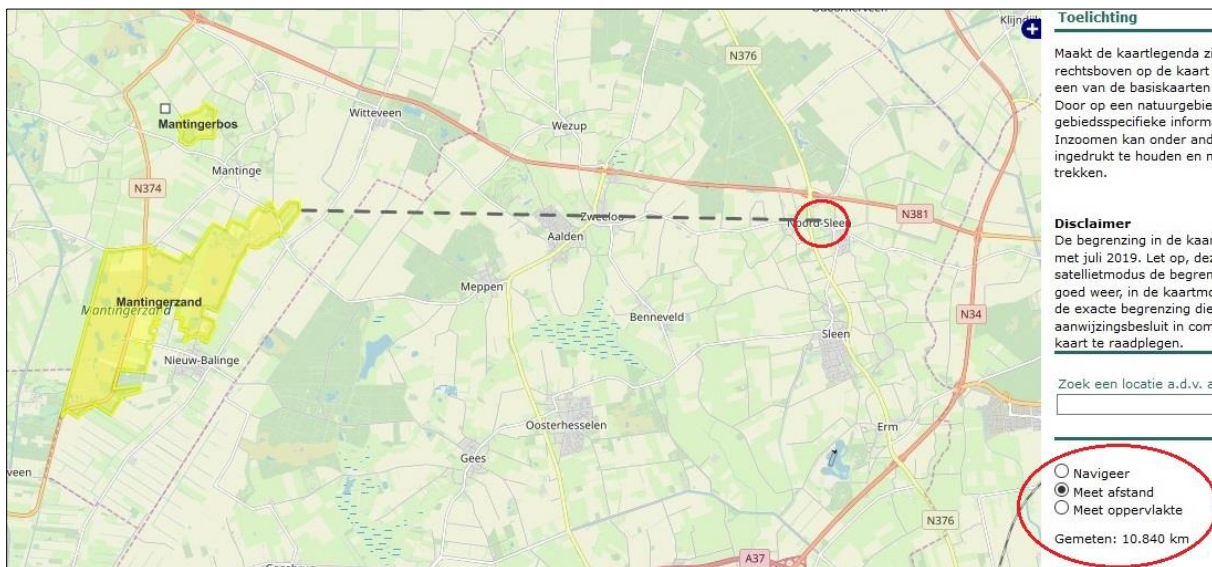 Klijndijk
N376
Witteveen
Wezup
Mantingerbos
Mantinge
N374
Zweeloo
Noord-Sleen
N381
Aalden
Meppen
Mantingerzand
Mantingerzand
Benneveld
N34
Sleen
Nieuw-Balinge
Oosterhesselen
Erm
Gees
veen
N376
A37
Toelichting
Maakt de kaartlegenda zi
rechtsboven op de kaart
een van de basiskaarten
Door op een natuurgebie
gebiedsspecifieke informa
Inzoomen kan onder and
ingedrukt te houden en m
trekken.
Disclaimer
De begrenzing in de kaar
met juli 2019. Let op, dez
satellietmodus de begren
goed weer, in de kaartmo
de exacte begrenzing die
aanwijzingsbesluit in com
kaart te raadplegen.
Zoek een locatie a.d.v. a
Navigeer
Meet afstand
Meet oppervlakte
Gemeten: 10.840 km